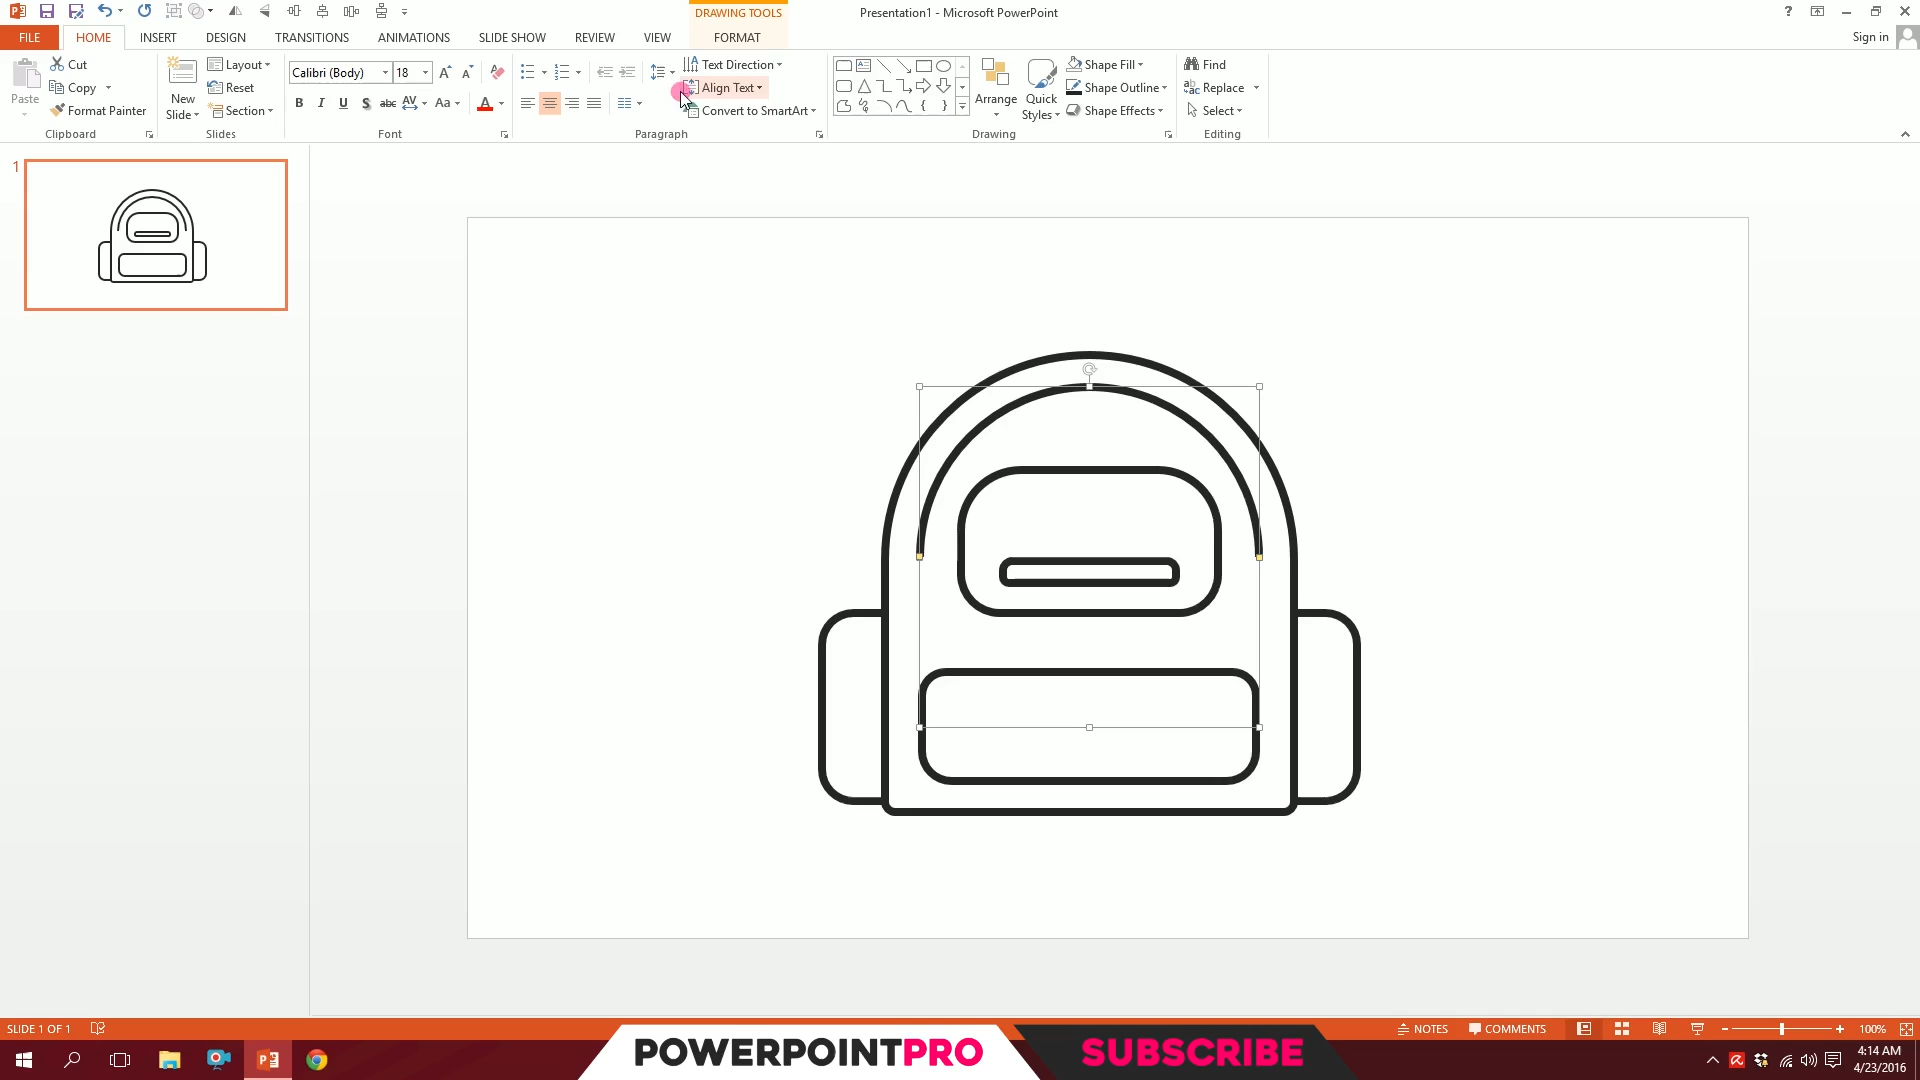 DRAWING TOOLS
Presentation1 - Microsoft PowerPoint
?
FILE
HOME
INSERT
DESIGN
TRANSITIONS
ANIMATIONS
SLIDE SHOW
REVIEW
VIEW
FORMAT
Sign in
Paste
Cut
Copy
Format Painter
Clipboard
New
Slide
Layout
Reset
Section
Slides
Calibri (Body)
18
B I U S abc AV Aa A
Font
Text Direction
Align Text
Convert to SmartArt
Paragraph
Arrange
Quick
Styles
Shape Fill
Shape Outline
Shape Effects
Drawing
Find
Replace
Select
Editing
1
SLIDE 1 OF 1
NOTES
COMMENTS
100%
POWERPOINTPRO
SUBSCRIBE
4:14 AM
4/23/2016